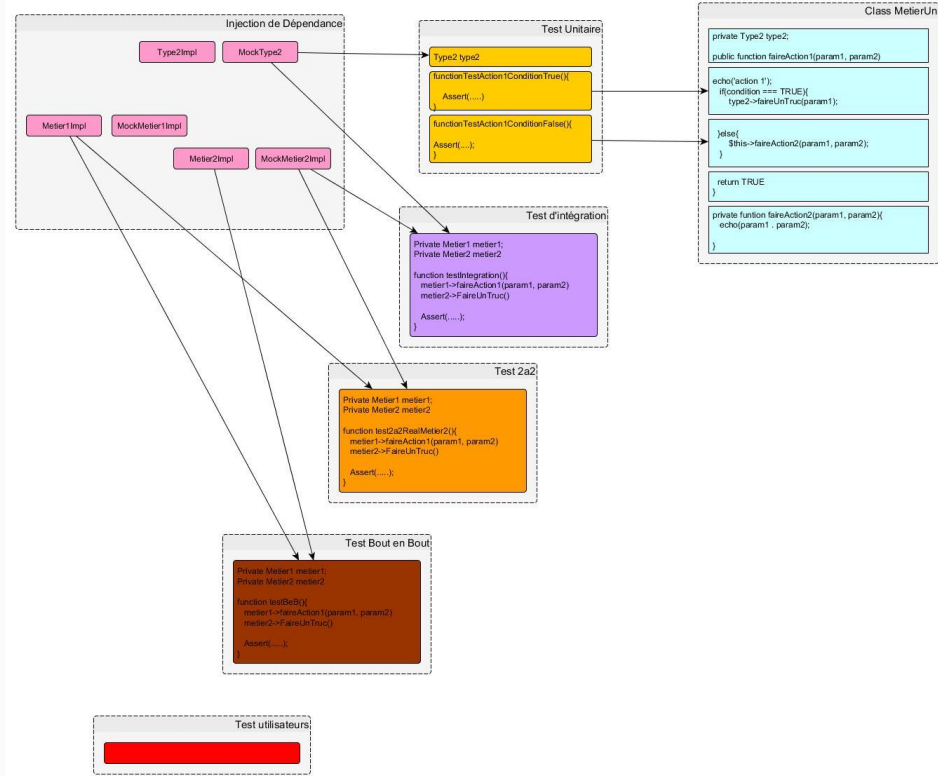 Injection de Dépendance
Type2Impl
MockType2
Metier1Impl
MockMetier1Impl
Metier2Impl
MockMetier2Impl
Test Unitaire
Type2 type2
functionTestAction1ConditionTrue(){
Assert(.....)
}
functionTestAction1ConditionFalse(){
Assert(....);
}
Class MetierUn
private Type2 type2;
public function faireAction1(param1, param2)
echo('action 1');
if(condition === TRUE){
type2->faireUnTruc(param1);
}else{
$this->faireAction2(param1, param2);
}
return TRUE
}
private funtion faireAction2(param1, param2){
echo(param1 . param2);
}
Test d'intégration
Private Metier1 metier1;
Private Metier2 metier2
function testIntegration(){
metier1->faireAction1(param1, param2)
metier2->FaireUnTruc()
Assert(.....);
}
Test 2a2
Private Metier1 metier1;
Private Metier2 metier2
function test2a2RealMetier2(){
metier1->faireAction1(param1, param2)
metier2->FaireUnTruc()
Assert(.....);
}
Test Bout en Bout
Private Metier1 metier1;
Private Metier2 metier2
function testBeB(){
metier1->faireAction1(param1, param2)
metier2->FaireUnTruc()
Assert(.....);
}
Test utilisateurs